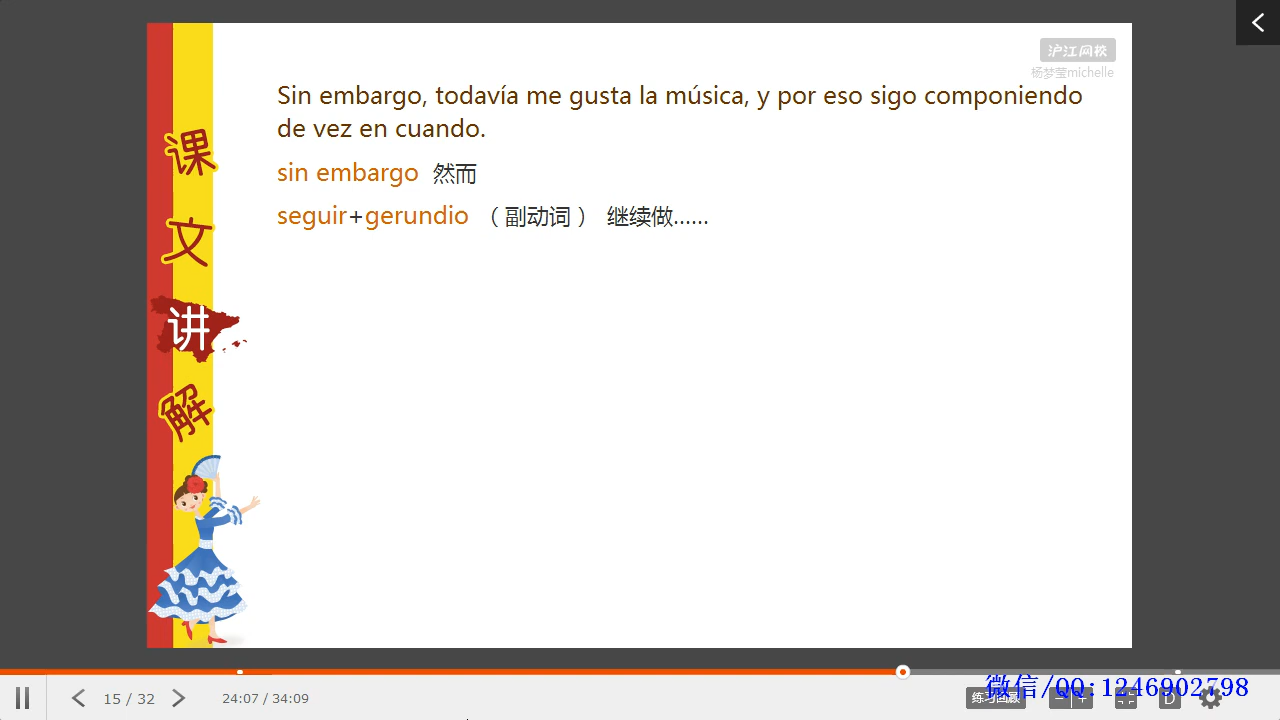 沪江网校
杨梦莹michelle
Sin embargo, todavía me gusta la música, y por eso sigo componiendo
de vez en cuando.
sin embargo 然而
seguir+gerundio （副动词） 继续做……
课
文
讲
解
15 / 32
24:07 / 34:09
练习回顾
微信/QQ:1246902798
D